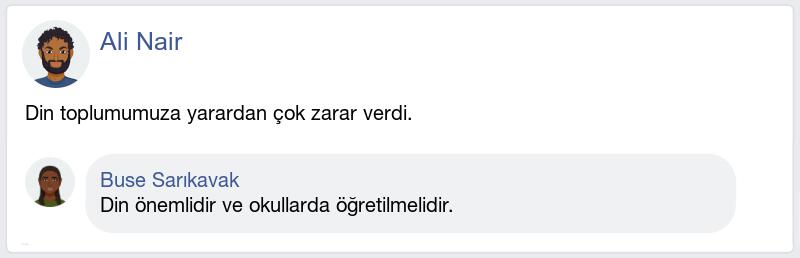 Ali Nair
Din toplumumuza yarardan çok zarar verdi.
Buse Sarıkavak
Din önemlidir ve okullarda öğretilmelidir.